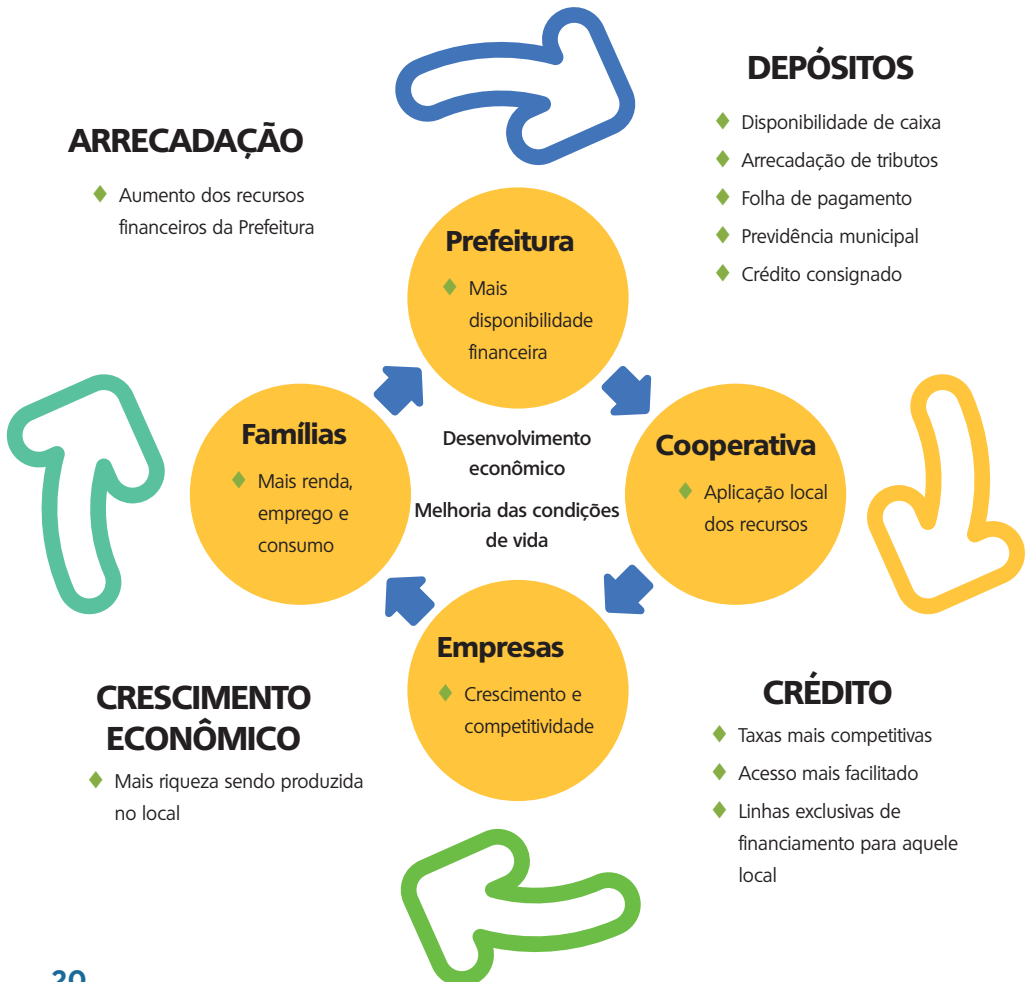 DEPÓSITOS
Disponibilidade de caixa
Arrecadação de tributos
Folha de pagamento
Previdência municipal
Crédito consignado
ARRECADAÇÃO
Aumento dos recursos
financeiros da Prefeitura
Prefeitura
Mais
disponibilidade
financeira
Famílias
Mais renda,
emprego e
consumo
Desenvolvimento
econômico
Melhoria das condições
de vida
Cooperativa
Aplicação local
dos recursos
Empresas
Crescimento e
competitividade
CRESCIMENTO
ECONÔMICO
Mais riqueza sendo produzida
no local
CRÉDITO
Taxas mais competitivas
Acesso mais facilitado
Linhas exclusivas de
financiamento para aquele
local
20